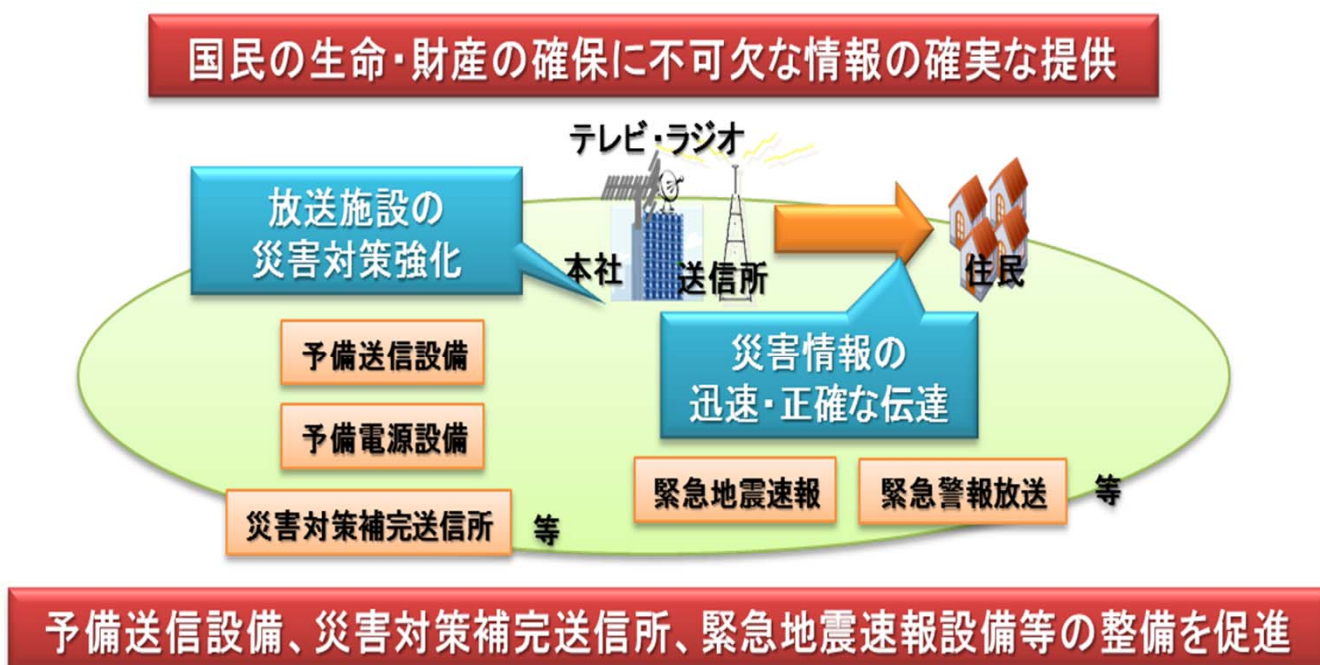 国民の生命・財産の確保に不可欠な情報の確実な提供
テレビ・ラジオ
放送施設の
災害対策強化
本社
送信所
住民
予備送信設備
予備電源設備
災害対策補完送信所
等
災害情報の
迅速・正確な伝達
緊急地震速報
緊急警報放送
等
予備送信設備、災害対策補完送信所、緊急地震速報設備等の整備を促進